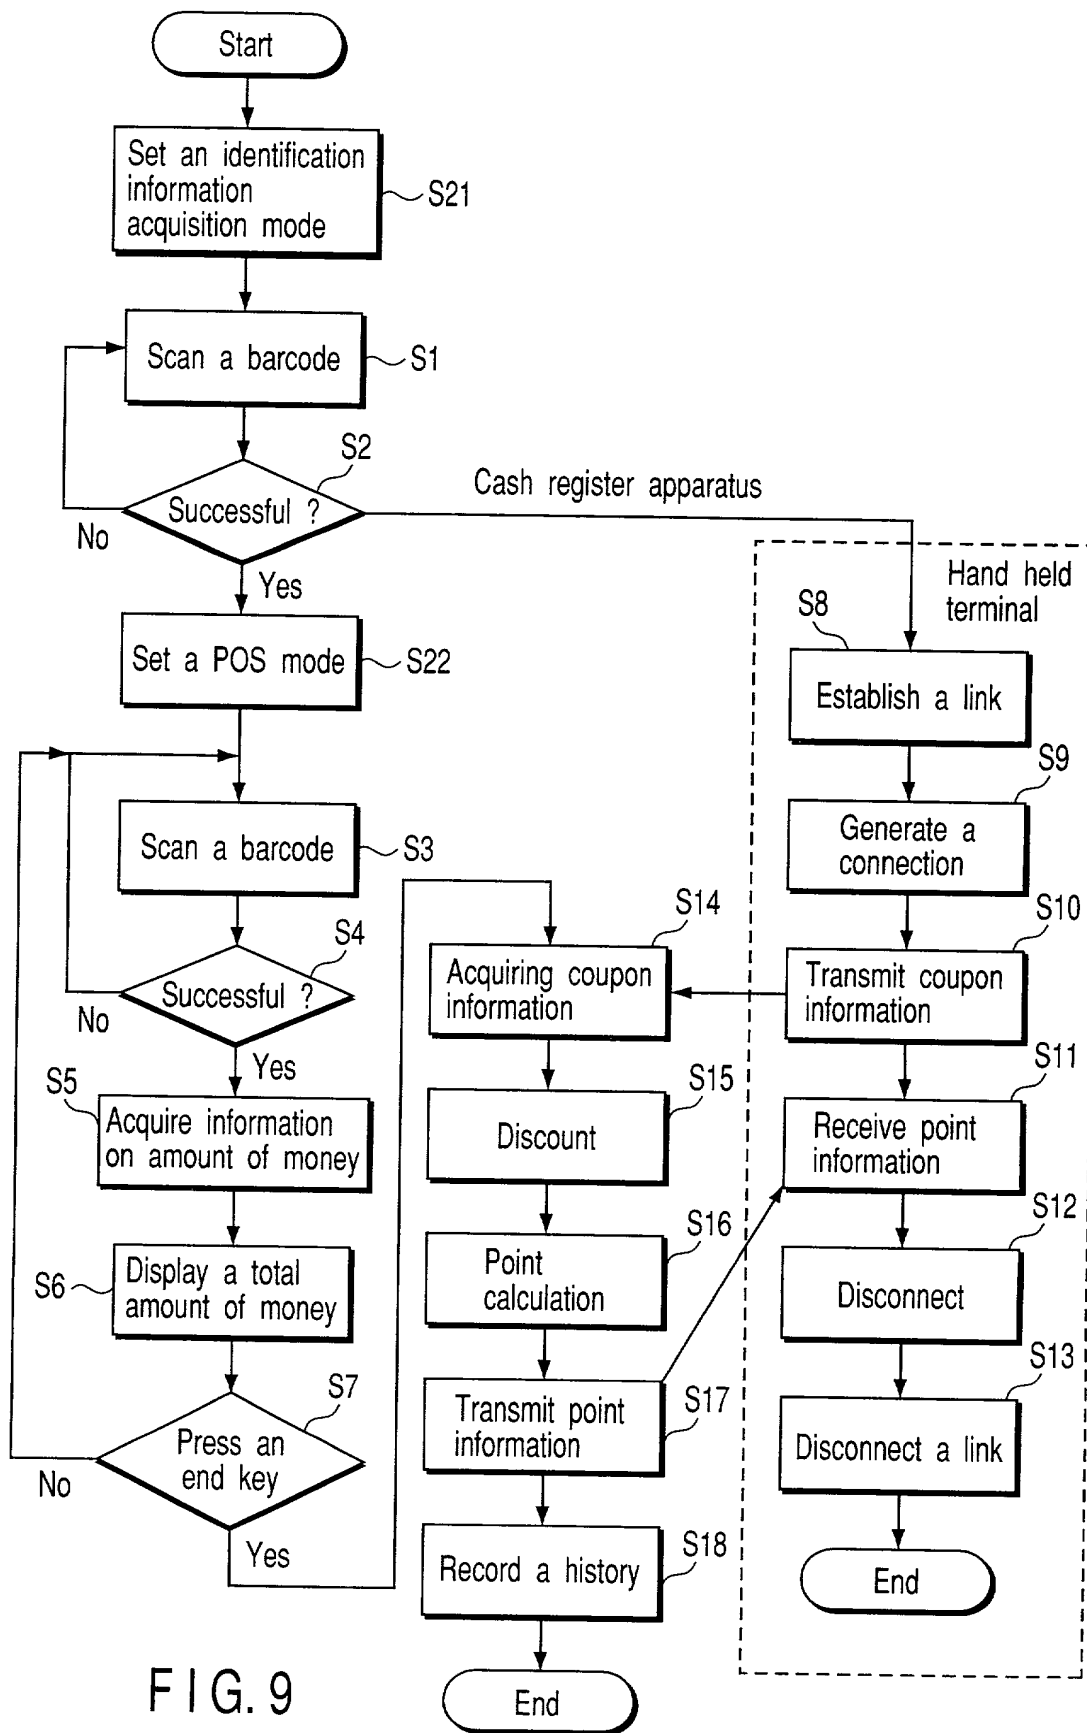 Start
Set an identification
information
acquisition mode
S21
Scan a barcode
S1
S2
Successful ?
No
Yes
Cash register apparatus
Set a POS mode
S22
Scan a barcode
S3
S4
Successful ?
No
Yes
S5
Acquire information
on amount of money
S6
Display a total
amount of money
S7
Press an
end key
No
Yes
S14
Acquiring coupon
information
S15
Discount
S16
Point
calculation
Transmit point
information
S17
Record a history
S18
End
Hand held
terminal
S8
Establish a link
S9
Generate a
connection
S10
Transmit coupon
information
S11
Receive point
information
S12
Disconnect
S13
Disconnect a link
End
FIG. 9